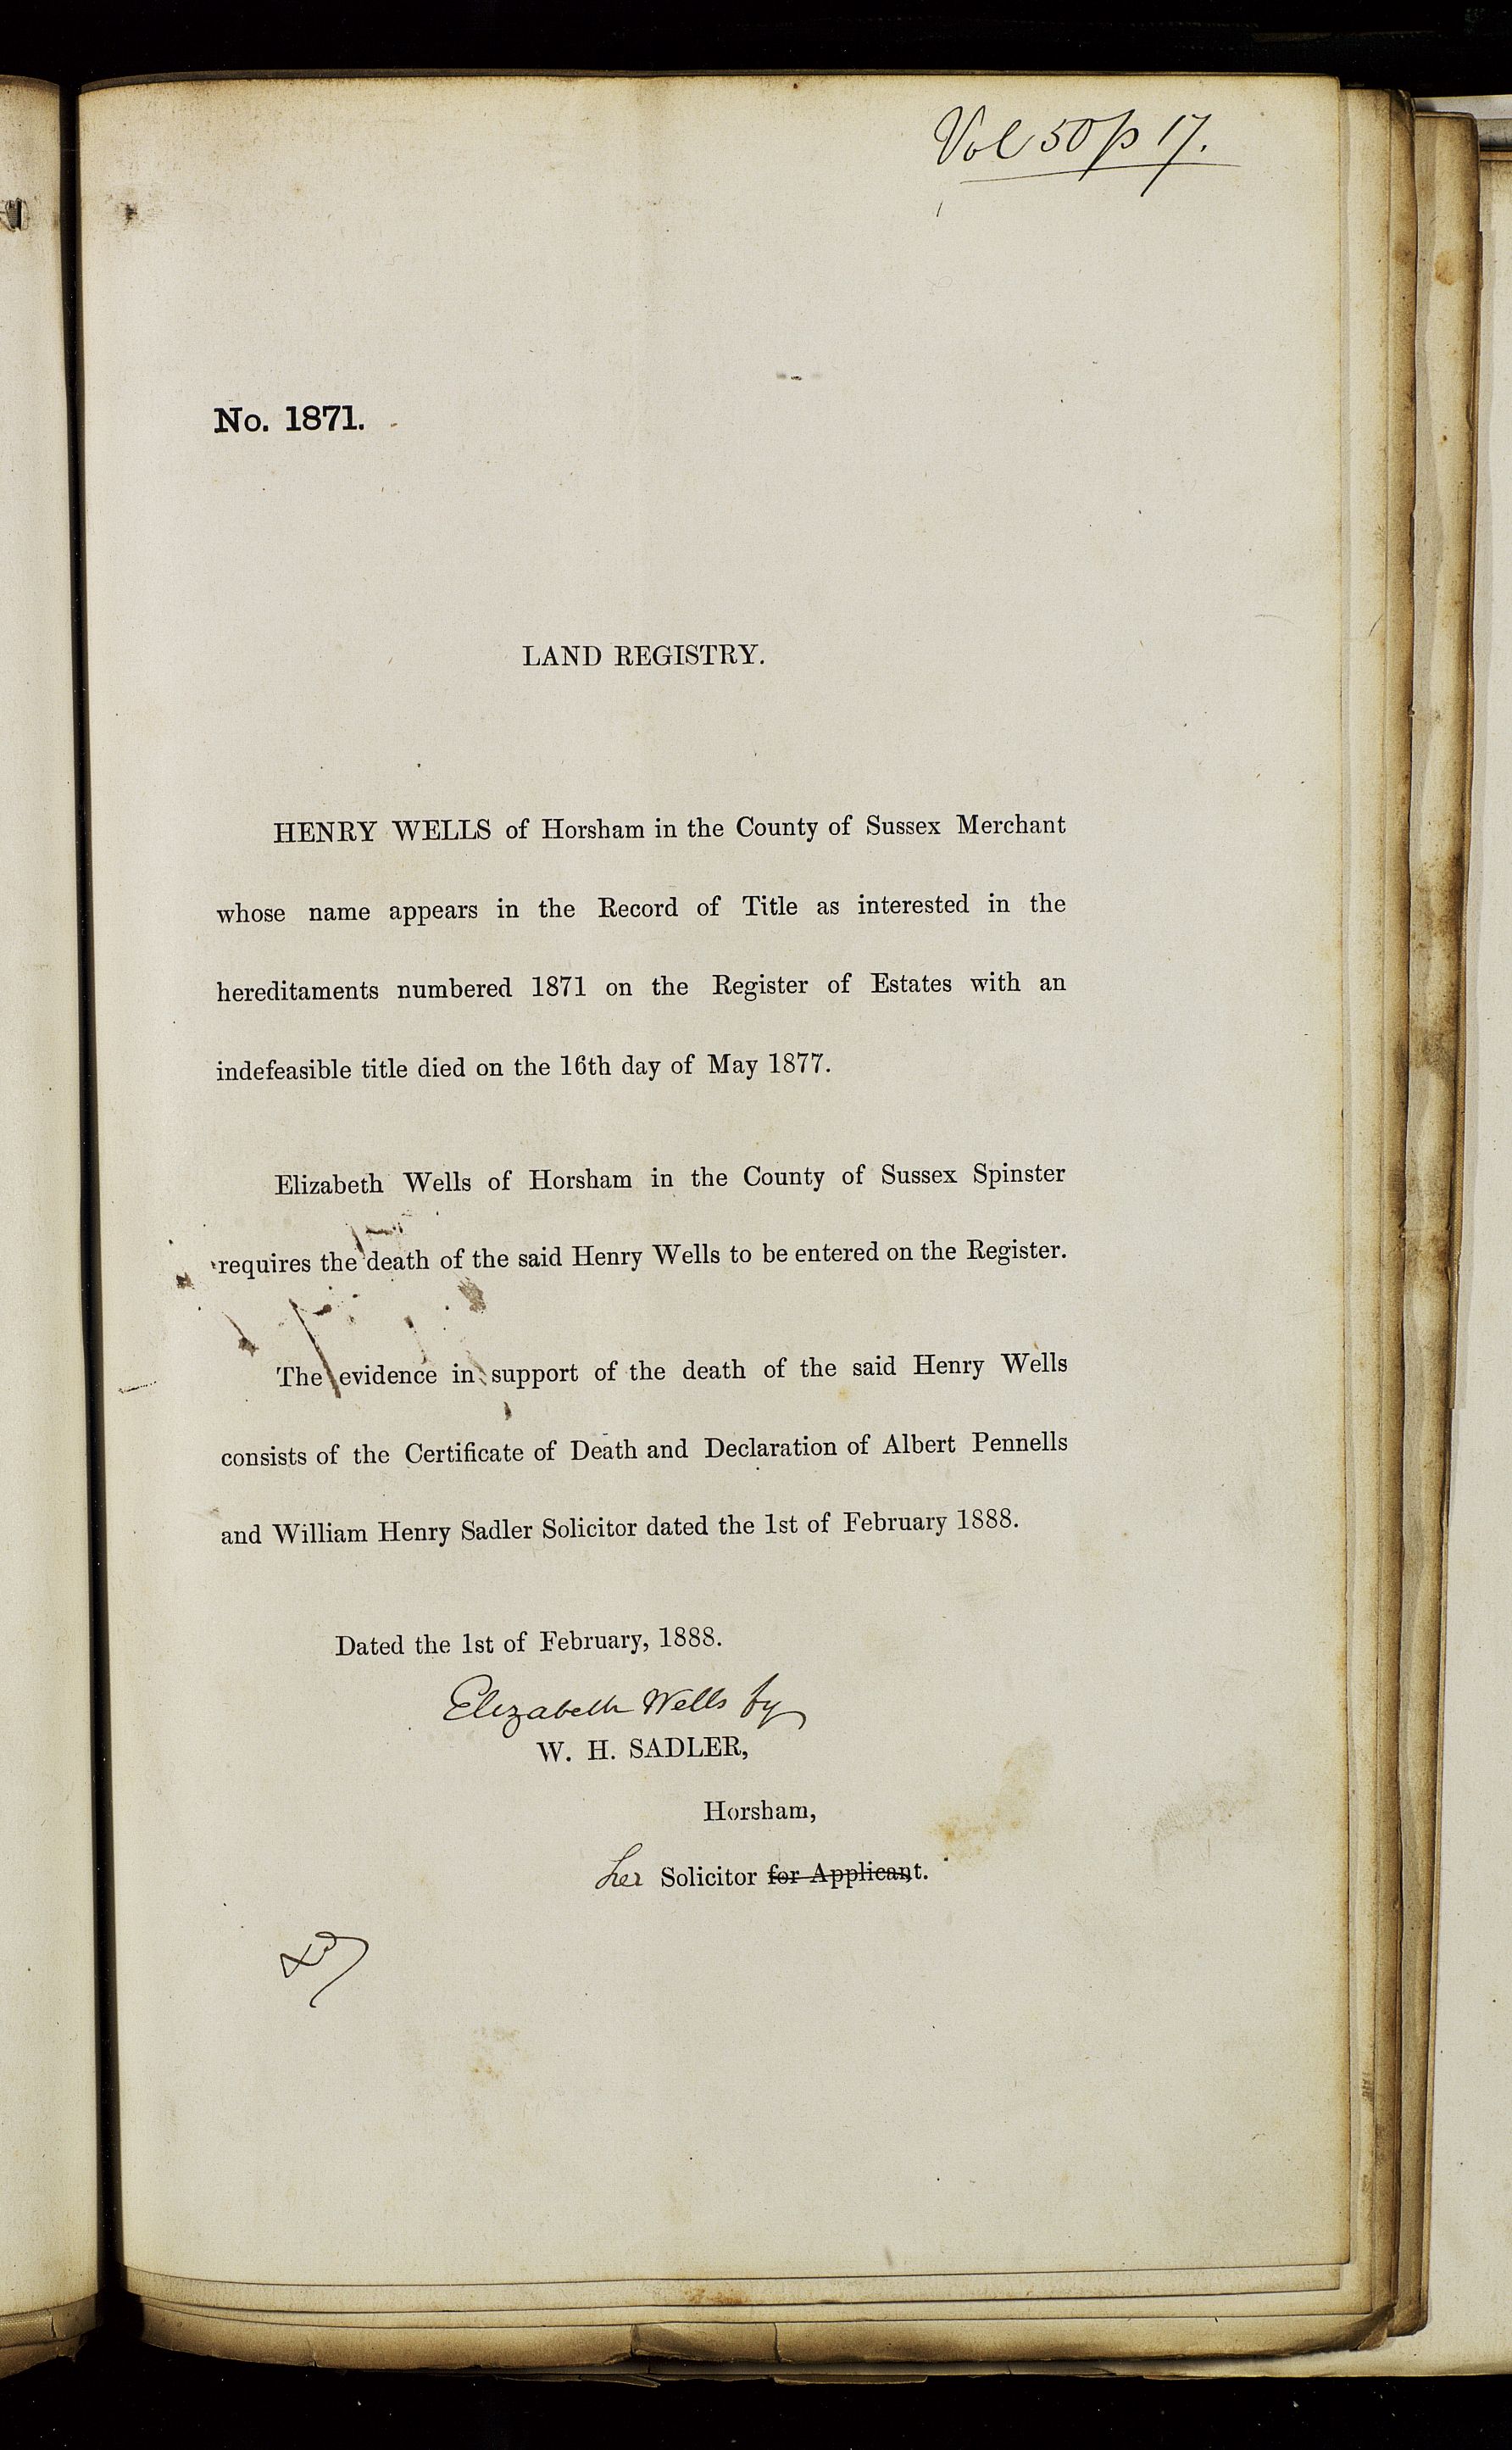 Vol 50 p 17.
No. 1871.
LAND REGISTRY.
HENRY WELLS of Horsham in the County of Sussex Merchant
whose name appears in the Record of Title as interested in the
hereditaments numbered 1871 on the Register of Estates with an
indefeasible title died on the 16th day of May 1877.
Elizabeth Wells of Horsham in the County of Sussex Spinster
requires the death of the said Henry Wells to be entered on the Register.
The evidence in support of the death of the said Henry Wells
consists of the Certificate of Death and Declaration of Albert Pennells
and William Henry Sadler Solicitor dated the 1st of February 1888.
Dated the 1st of February, 1888.
Elizabeth Wells by
W. H. SADLER,
Horsham,
her Solicitor for Applicant.